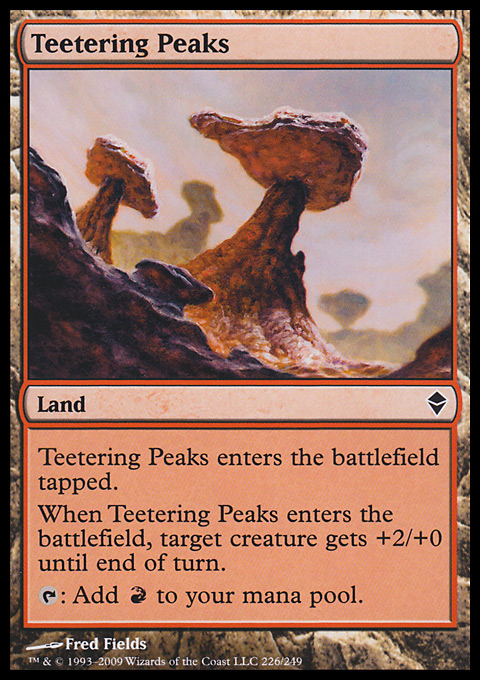 Teetering Peaks
Land
Teetering Peaks enters the battlefield
tapped.
When Teetering Peaks enters the
battlefield, target creature gets +2/+0
until end of turn.
: Add to your mana pool.
Fred Fields
™ & © 1993–2009 Wizards of the Coast LLC 226/249